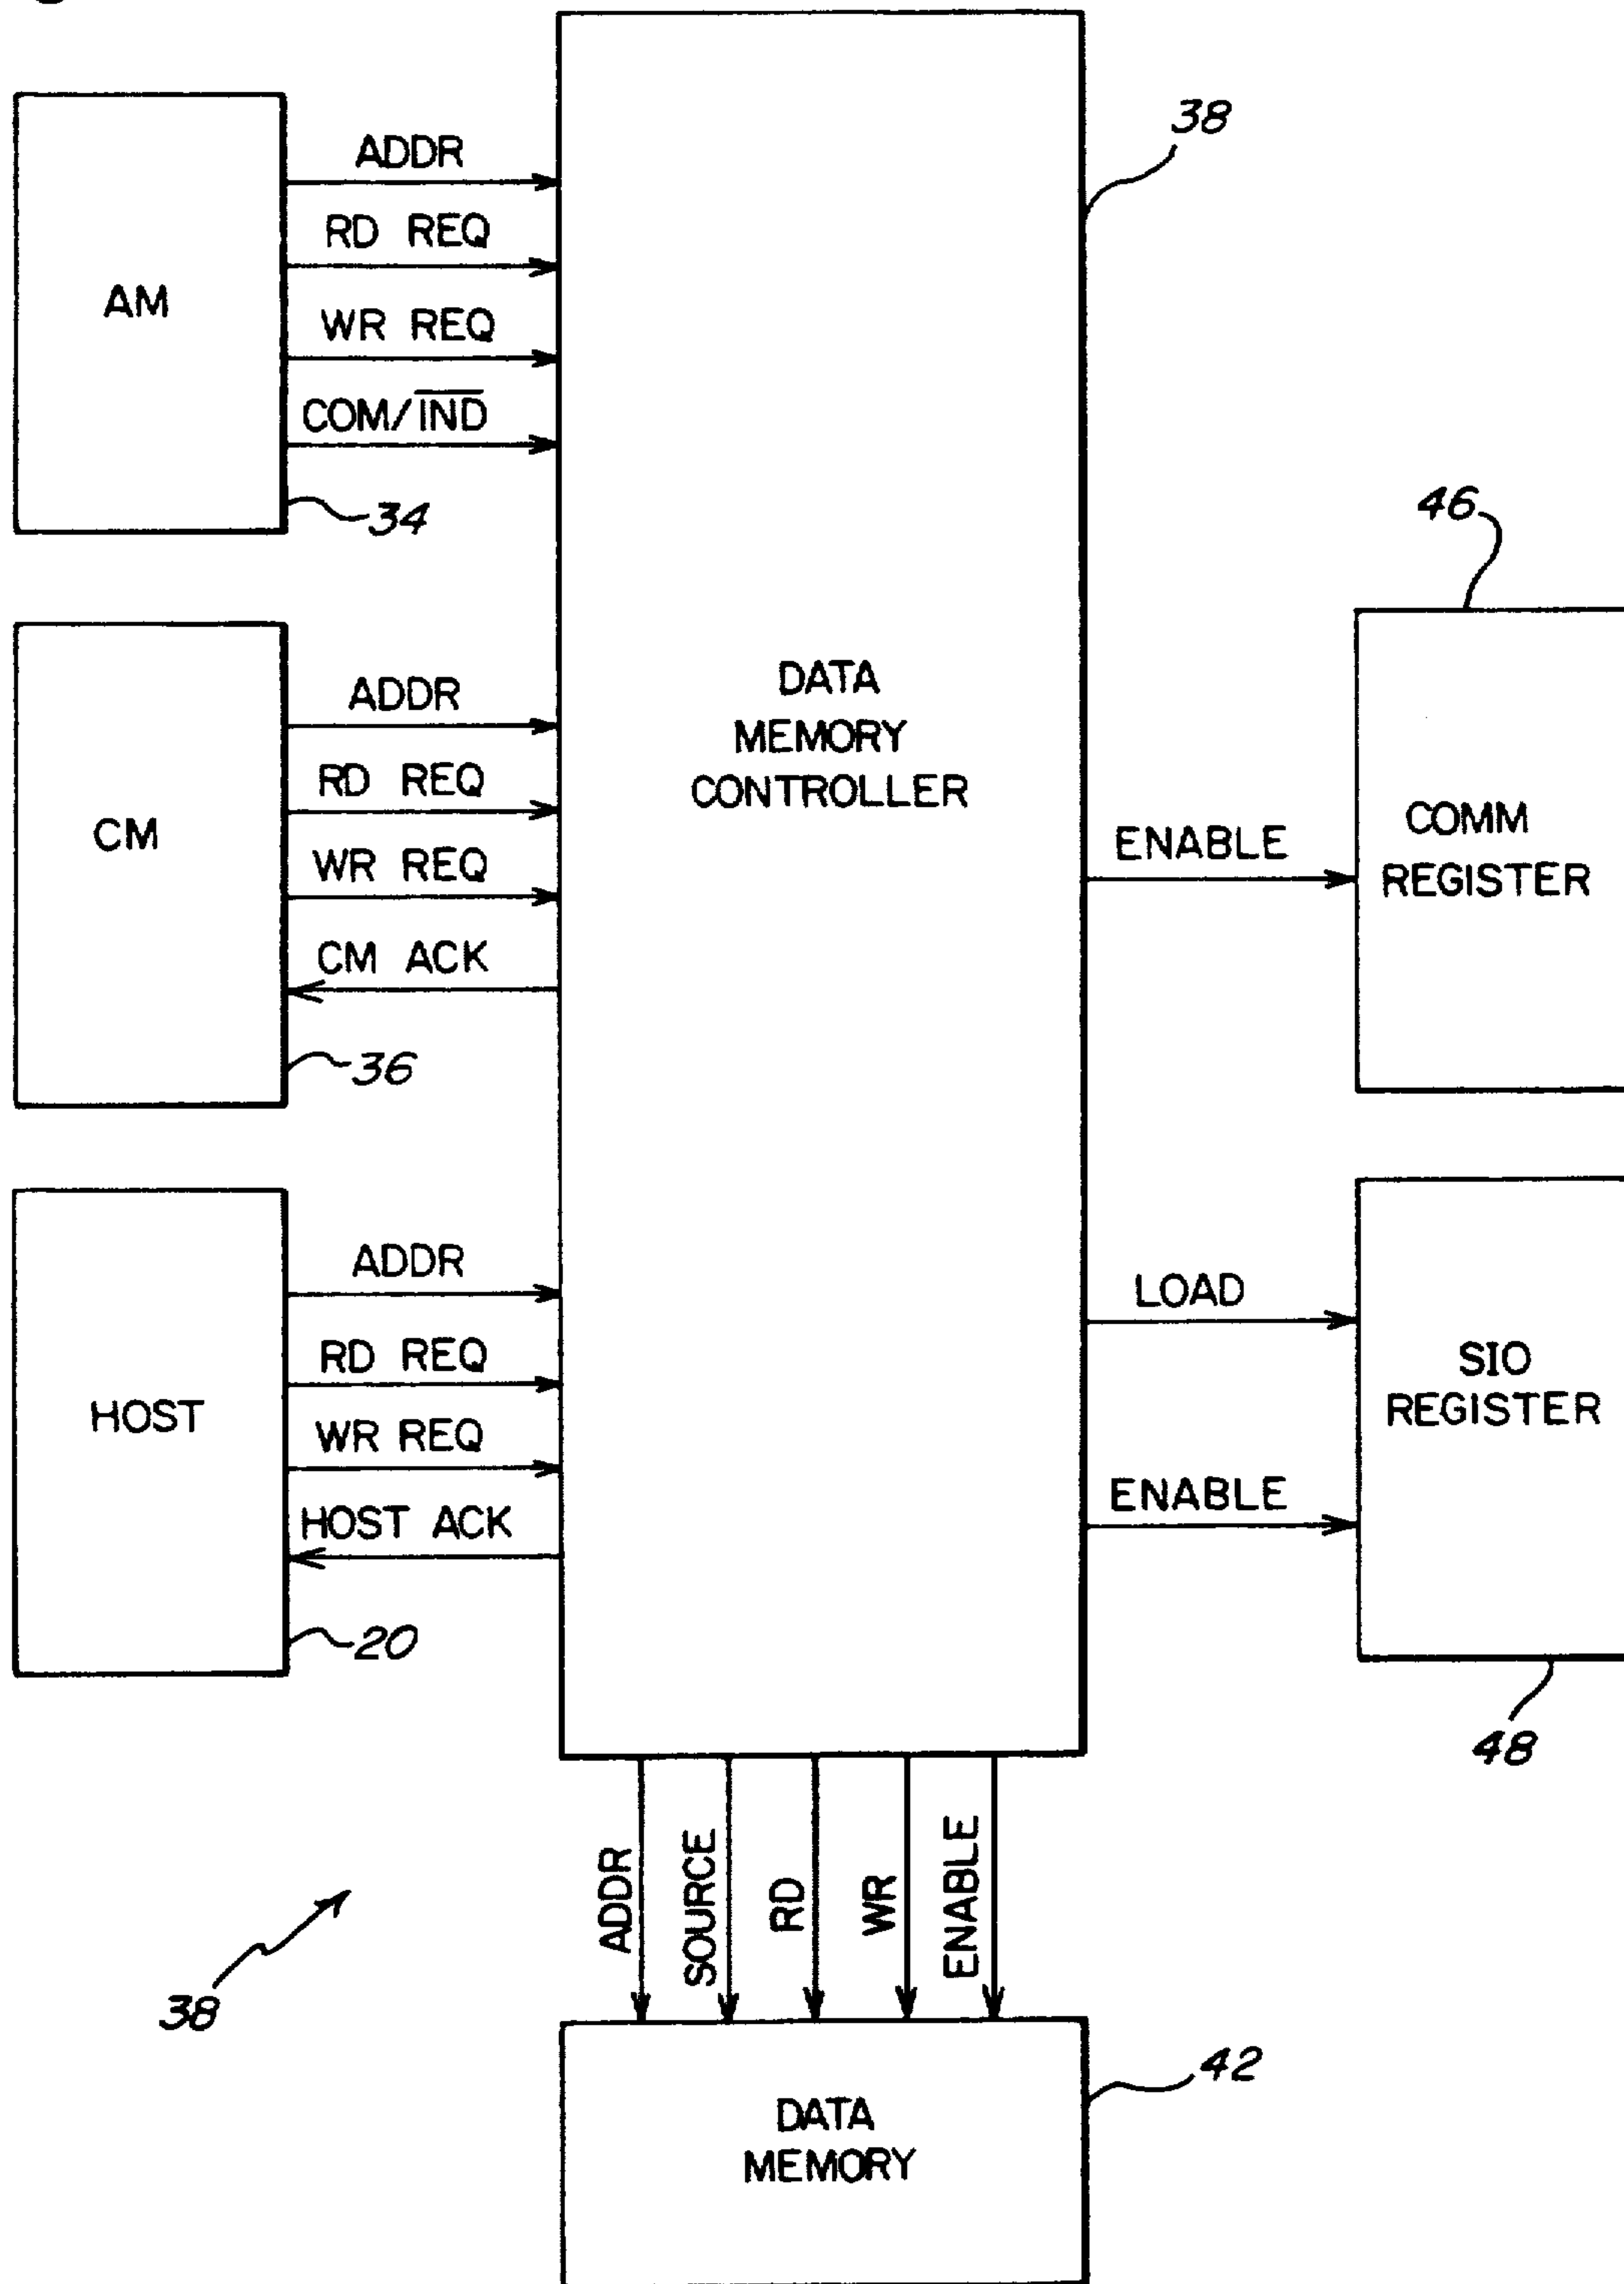 38
ADDR
RD REQ
AM
WR REQ
COM/IND
34
46
ADDR
DATA
MEMORY
CONTROLLER
RD REQ
CM
WR REQ
ENABLE
COMM
REGISTER
CM ACK
36
ADDR
LOAD
RD REQ
SIO
REGISTER
HOST
WR REQ
ENABLE
HOST ACK
20
48
ADDR
SOURCE
RD
WR
ENABLE
38
42
DATA
MEMORY